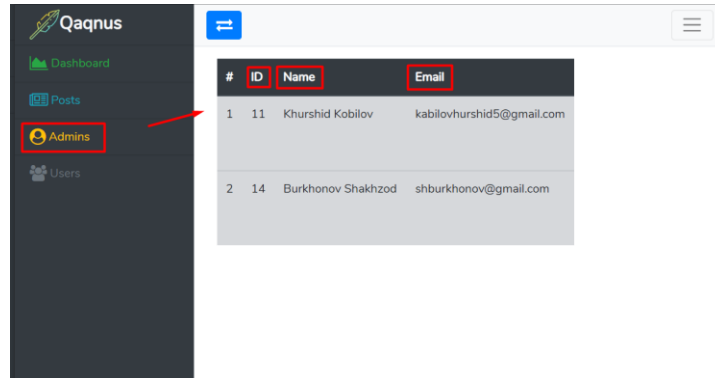 Qaqnus
Dashboard
Posts
Admins
Users
# ID Name Email
1 11 Khurshid Kobilov kabilovhurshid5@gmail.com
2 14 Burkhonov Shakhzod shburkhonov@gmail.com